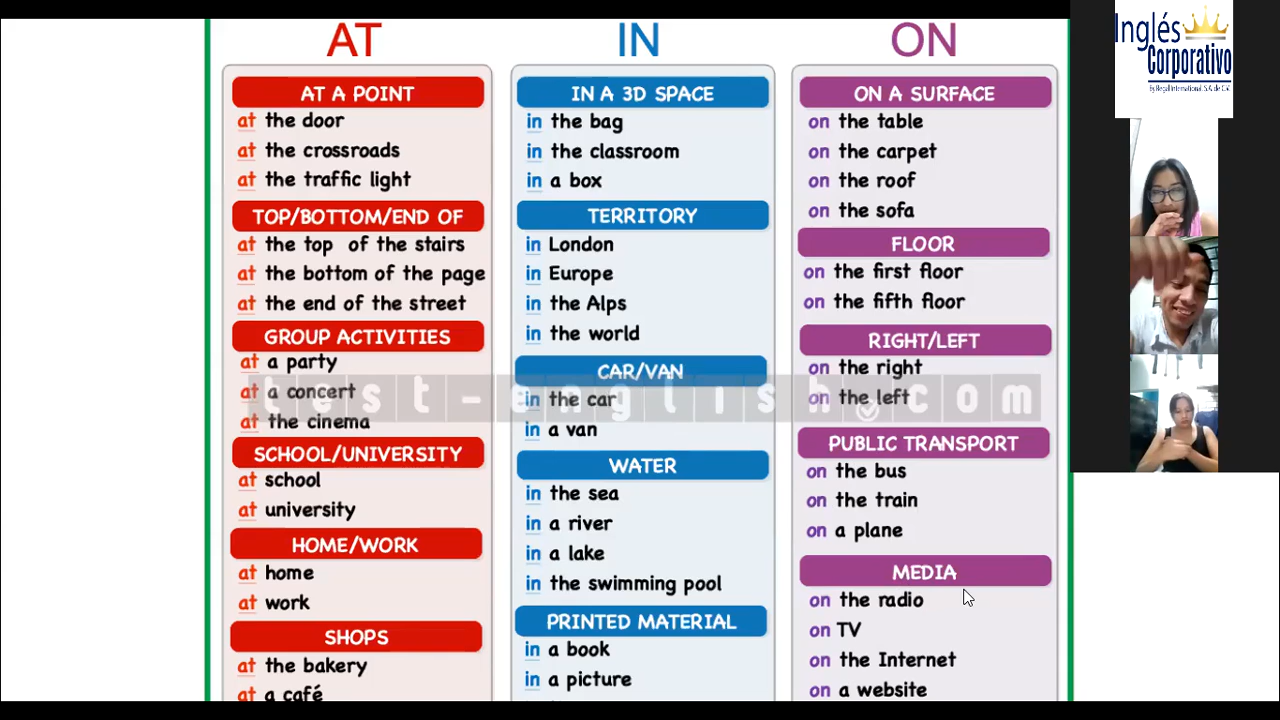 AT
AT A POINT
at the door
at the crossroads
at the traffic light
TOP/BOTTOM/END OF
at the top of the stairs
at the bottom of the page
at the end of the street
GROUP ACTIVITIES
at a party
at a concert
at the cinema
SCHOOL/UNIVERSITY
at school
at university
HOME/WORK
at home
at work
SHOPS
at the bakery
at a café
IN
IN A 3D SPACE
in the bag
in the classroom
in a box
TERRITORY
in London
in Europe
in the Alps
in the world
CAR/VAN
in the car
in a van
WATER
in the sea
in a river
in a lake
in the swimming pool
PRINTED MATERIAL
in a book
in a picture
ON
ON A SURFACE
on the table
on the carpet
on the roof
on the sofa
FLOOR
on the first floor
on the fifth floor
RIGHT/LEFT
on the right
on the left
PUBLIC TRANSPORT
on the bus
on the train
on a plane
MEDIA
on the radio
on TV
on the Internet
on a website
test-english.com
Inglés
Corporativo
By Regal International, S.A. de C.V.